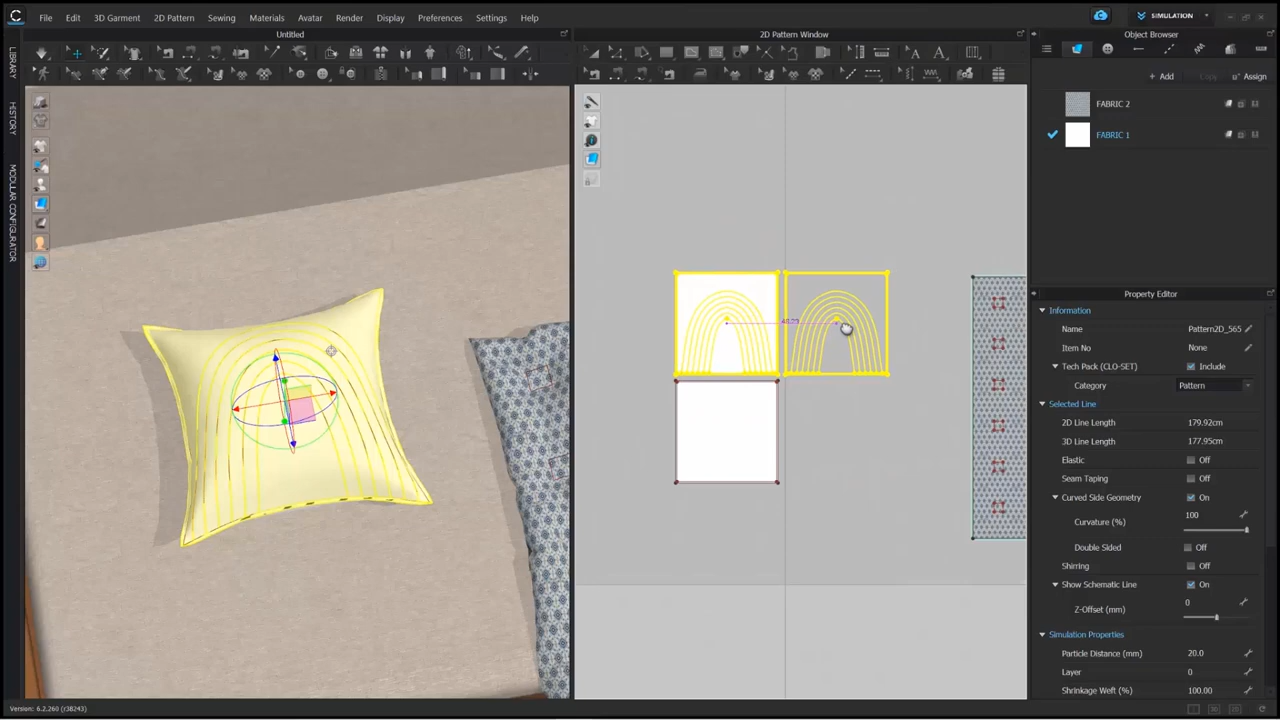 File Edit 3D Garment 2D Pattern Sewing Materials Avatar Render Display Preferences Settings Help
SIMULATION
Untitled
2D Pattern Window
Object Browser
LIBRARY
HISTORY
MODULAR CONFIGURATOR
+ Add Copy Assign
FABRIC 2
FABRIC 1
Property Editor
Information
Name Pattern2D_565
Item No None
Tech Pack (CLO-SET) Include
Category Pattern
Selected Line
2D Line Length 179.92cm
3D Line Length 177.95cm
Elastic Off
Seam Taping Off
Curved Side Geometry On
Curvature (%) 100
Double Sided Off
Shirring Off
Show Schematic Line On
Z-Offset (mm) 0
Simulation Properties
Particle Distance (mm) 20.0
Layer 0
Shrinkage Weft (%) 100.00
Version: 6.2.260 (r38243)